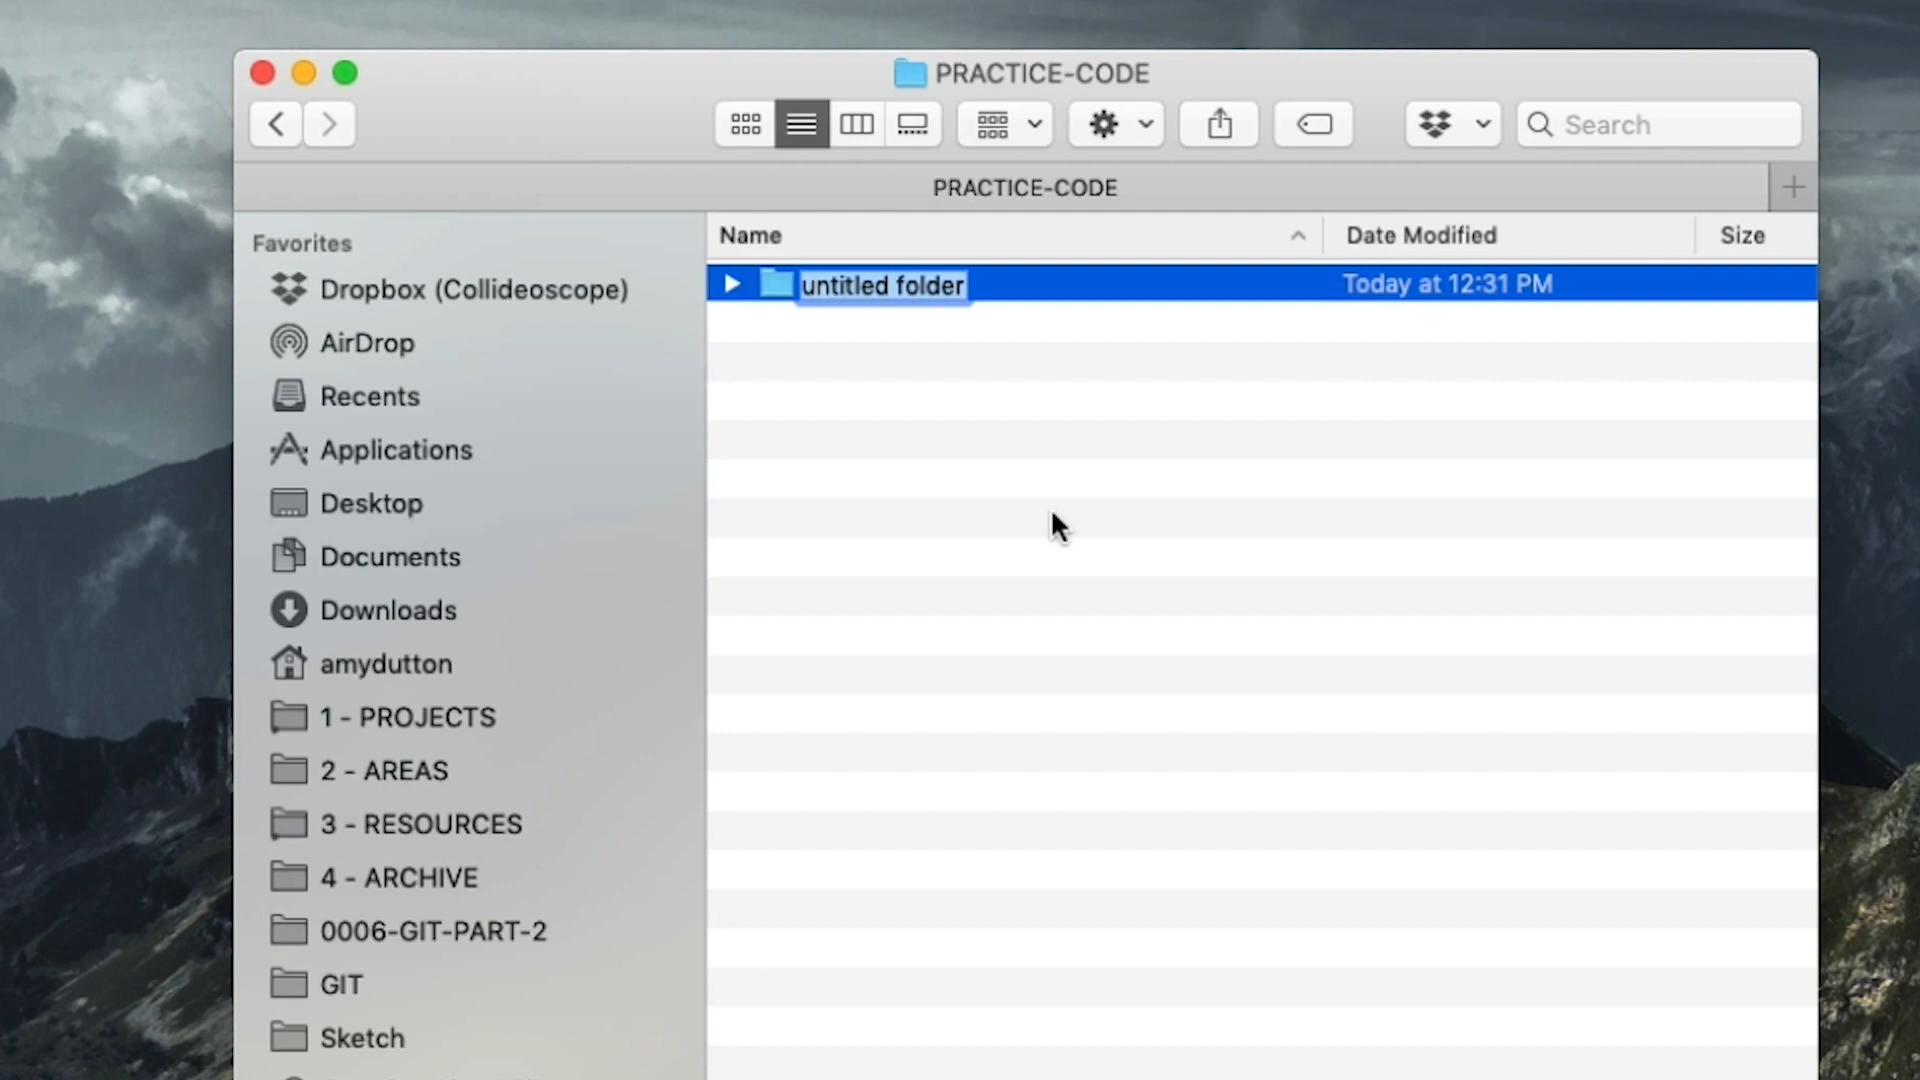 PRACTICE-CODE
Search
PRACTICE-CODE
Favorites
Dropbox (Collideoscope)
AirDrop
Recents
Applications
Desktop
Documents
Downloads
amydutton
1 - PROJECTS
2 - AREAS
3 - RESOURCES
4 - ARCHIVE
0006-GIT-PART-2
GIT
Sketch
Name Date Modified Size
untitled folder Today at 12:31 PM